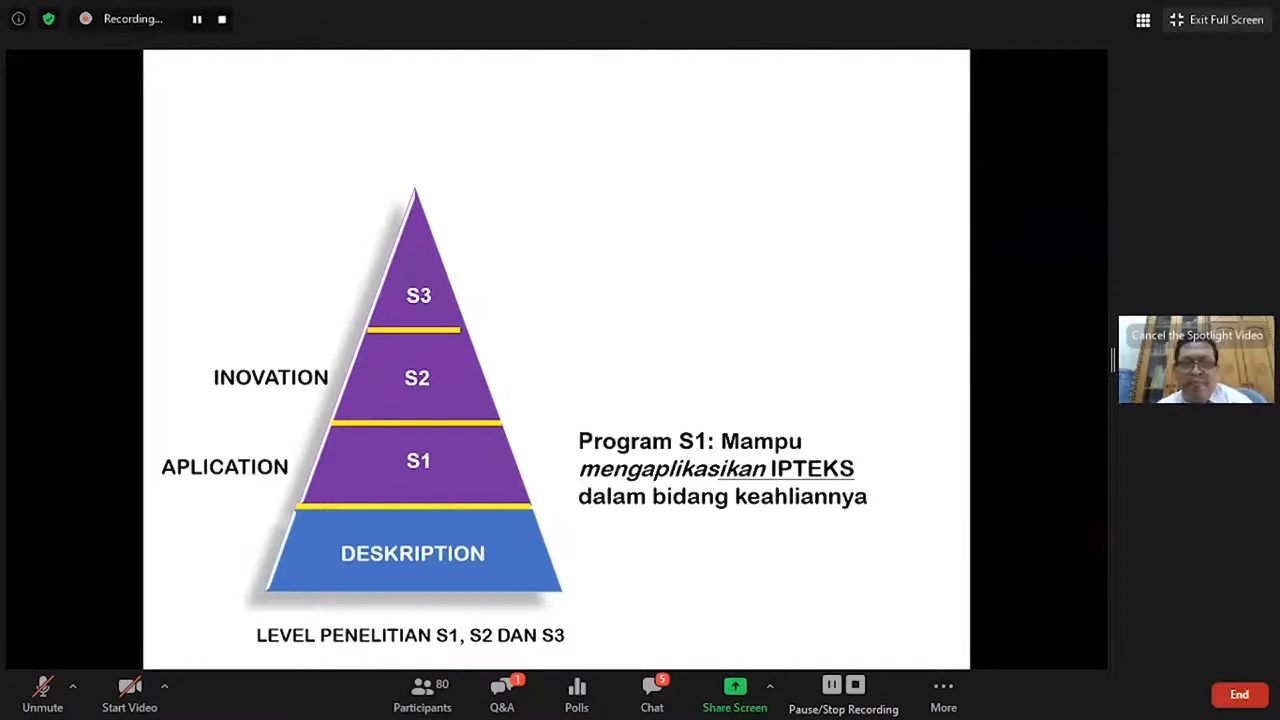 Recording...
Exit Full Screen
Cancel the Spotlight Video
S3
INOVATION
S2
APLICATION
S1
Program S1: Mampu
mengaplikasikan IPTEKS
dalam bidang keahliannya
DESKRIPTION
LEVEL PENELITIAN S1, S2 DAN S3
Unmute
Start Video
80
Participants
1
Q&A
Polls
5
Chat
Share Screen
Pause/Stop Recording
More
End